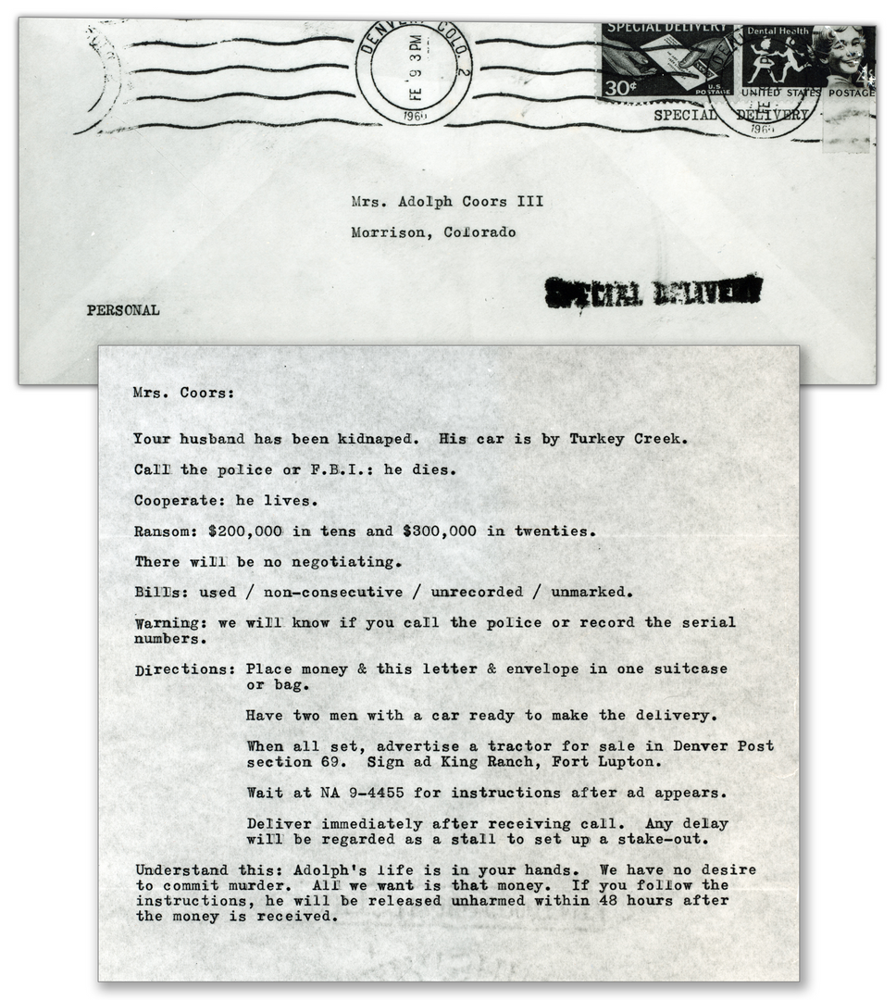 DENVER COLO. 2
FE 9 3 PM
1960
SPECIAL DELIVERY
30¢
U.S. POSTAGE
Dental Health
4¢
UNITED STATES POSTAGE
SPECIAL DELIVERY
196
Mrs. Adolph Coors III
Morrison, Colorado
SPECIAL DELIVERY
PERSONAL
Mrs. Coors:
Your husband has been kidnaped. His car is by Turkey Creek.
Call the police or F.B.I.: he dies.
Cooperate: he lives.
Ransom: $200,000 in tens and $300,000 in twenties.
There will be no negotiating.
Bills: used / non-consecutive / unrecorded / unmarked.
Warning: we will know if you call the police or record the serial
numbers.
Directions: Place money & this letter & envelope in one suitcase
or bag.
Have two men with a car ready to make the delivery.
When all set, advertise a tractor for sale in Denver Post
section 69. Sign ad King Ranch, Fort Lupton.
Wait at NA 9-4455 for instructions after ad appears.
Deliver immediately after receiving call. Any delay
will be regarded as a stall to set up a stake-out.
Understand this: Adolph's life is in your hands. We have no desire
to commit murder. All we want is that money. If you follow the
instructions, he will be released unharmed within 48 hours after
the money is received.